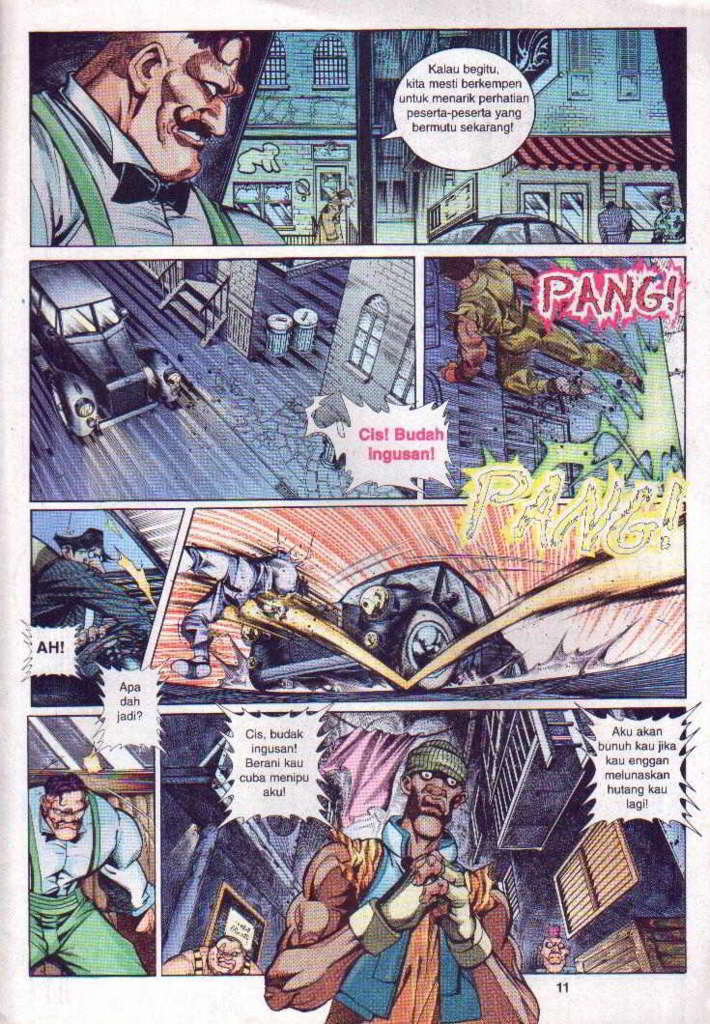 Kalau begitu,
kita mesti berkempen
untuk menarik perhatian
peserta-peserta yang
bermutu sekarang!
PANG!
Cis! Budah
ingusan!
PANG!
AH!
Apa
dah
jadi?
Cis, budak
ingusan!
Berani kau
cuba menipu
aku!
Aku akan
bunuh kau jika
kau enggan
melunaskan
hutang kau
lagi!
11